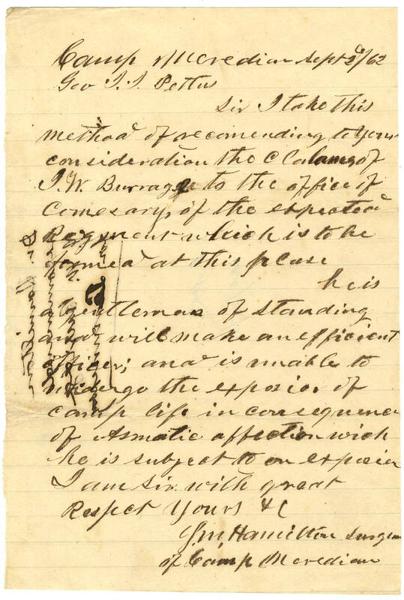 Camp Meredian Sept 2/62
Gov J. J. Pettus
Sir I take this
method of recomending to your
consideration the Claiums of
J. W. Burrage to the office of
Comesary, of the expected
Regiment which is to be
formed at this place
he is
a gentleman of standing
and will make an efficient
officer; and is unable to
undergo the exposier of
camp life in consequence
of Asmatic affection wich
he is subject to on exposier
I am Sir with great
Respect Yours &C
J M Hamilton Surgeon
of Camp Meredian